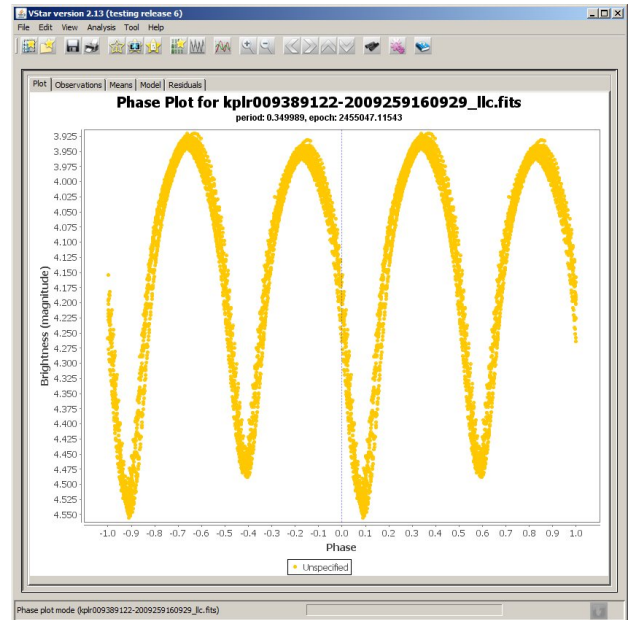 VStar version 2.13 (testing release 6)
File Edit View Analysis Tool Help
Plot Observations Means Model Residuals
Phase Plot for kplr009389122-2009259160929_llc.fits
period: 0.349989, epoch: 2455047.11543
Brightness (magnitude)
3.925
3.950
3.975
4.000
4.025
4.050
4.075
4.100
4.125
4.150
4.175
4.200
4.225
4.250
4.275
4.300
4.325
4.350
4.375
4.400
4.425
4.450
4.475
4.500
4.525
4.550
-1.0 -0.9 -0.8 -0.7 -0.6 -0.5 -0.4 -0.3 -0.2 -0.1 0.0 0.1 0.2 0.3 0.4 0.5 0.6 0.7 0.8 0.9 1.0
Phase
Unspecified
Phase plot mode (kplr009389122-2009259160929_llc.fits)